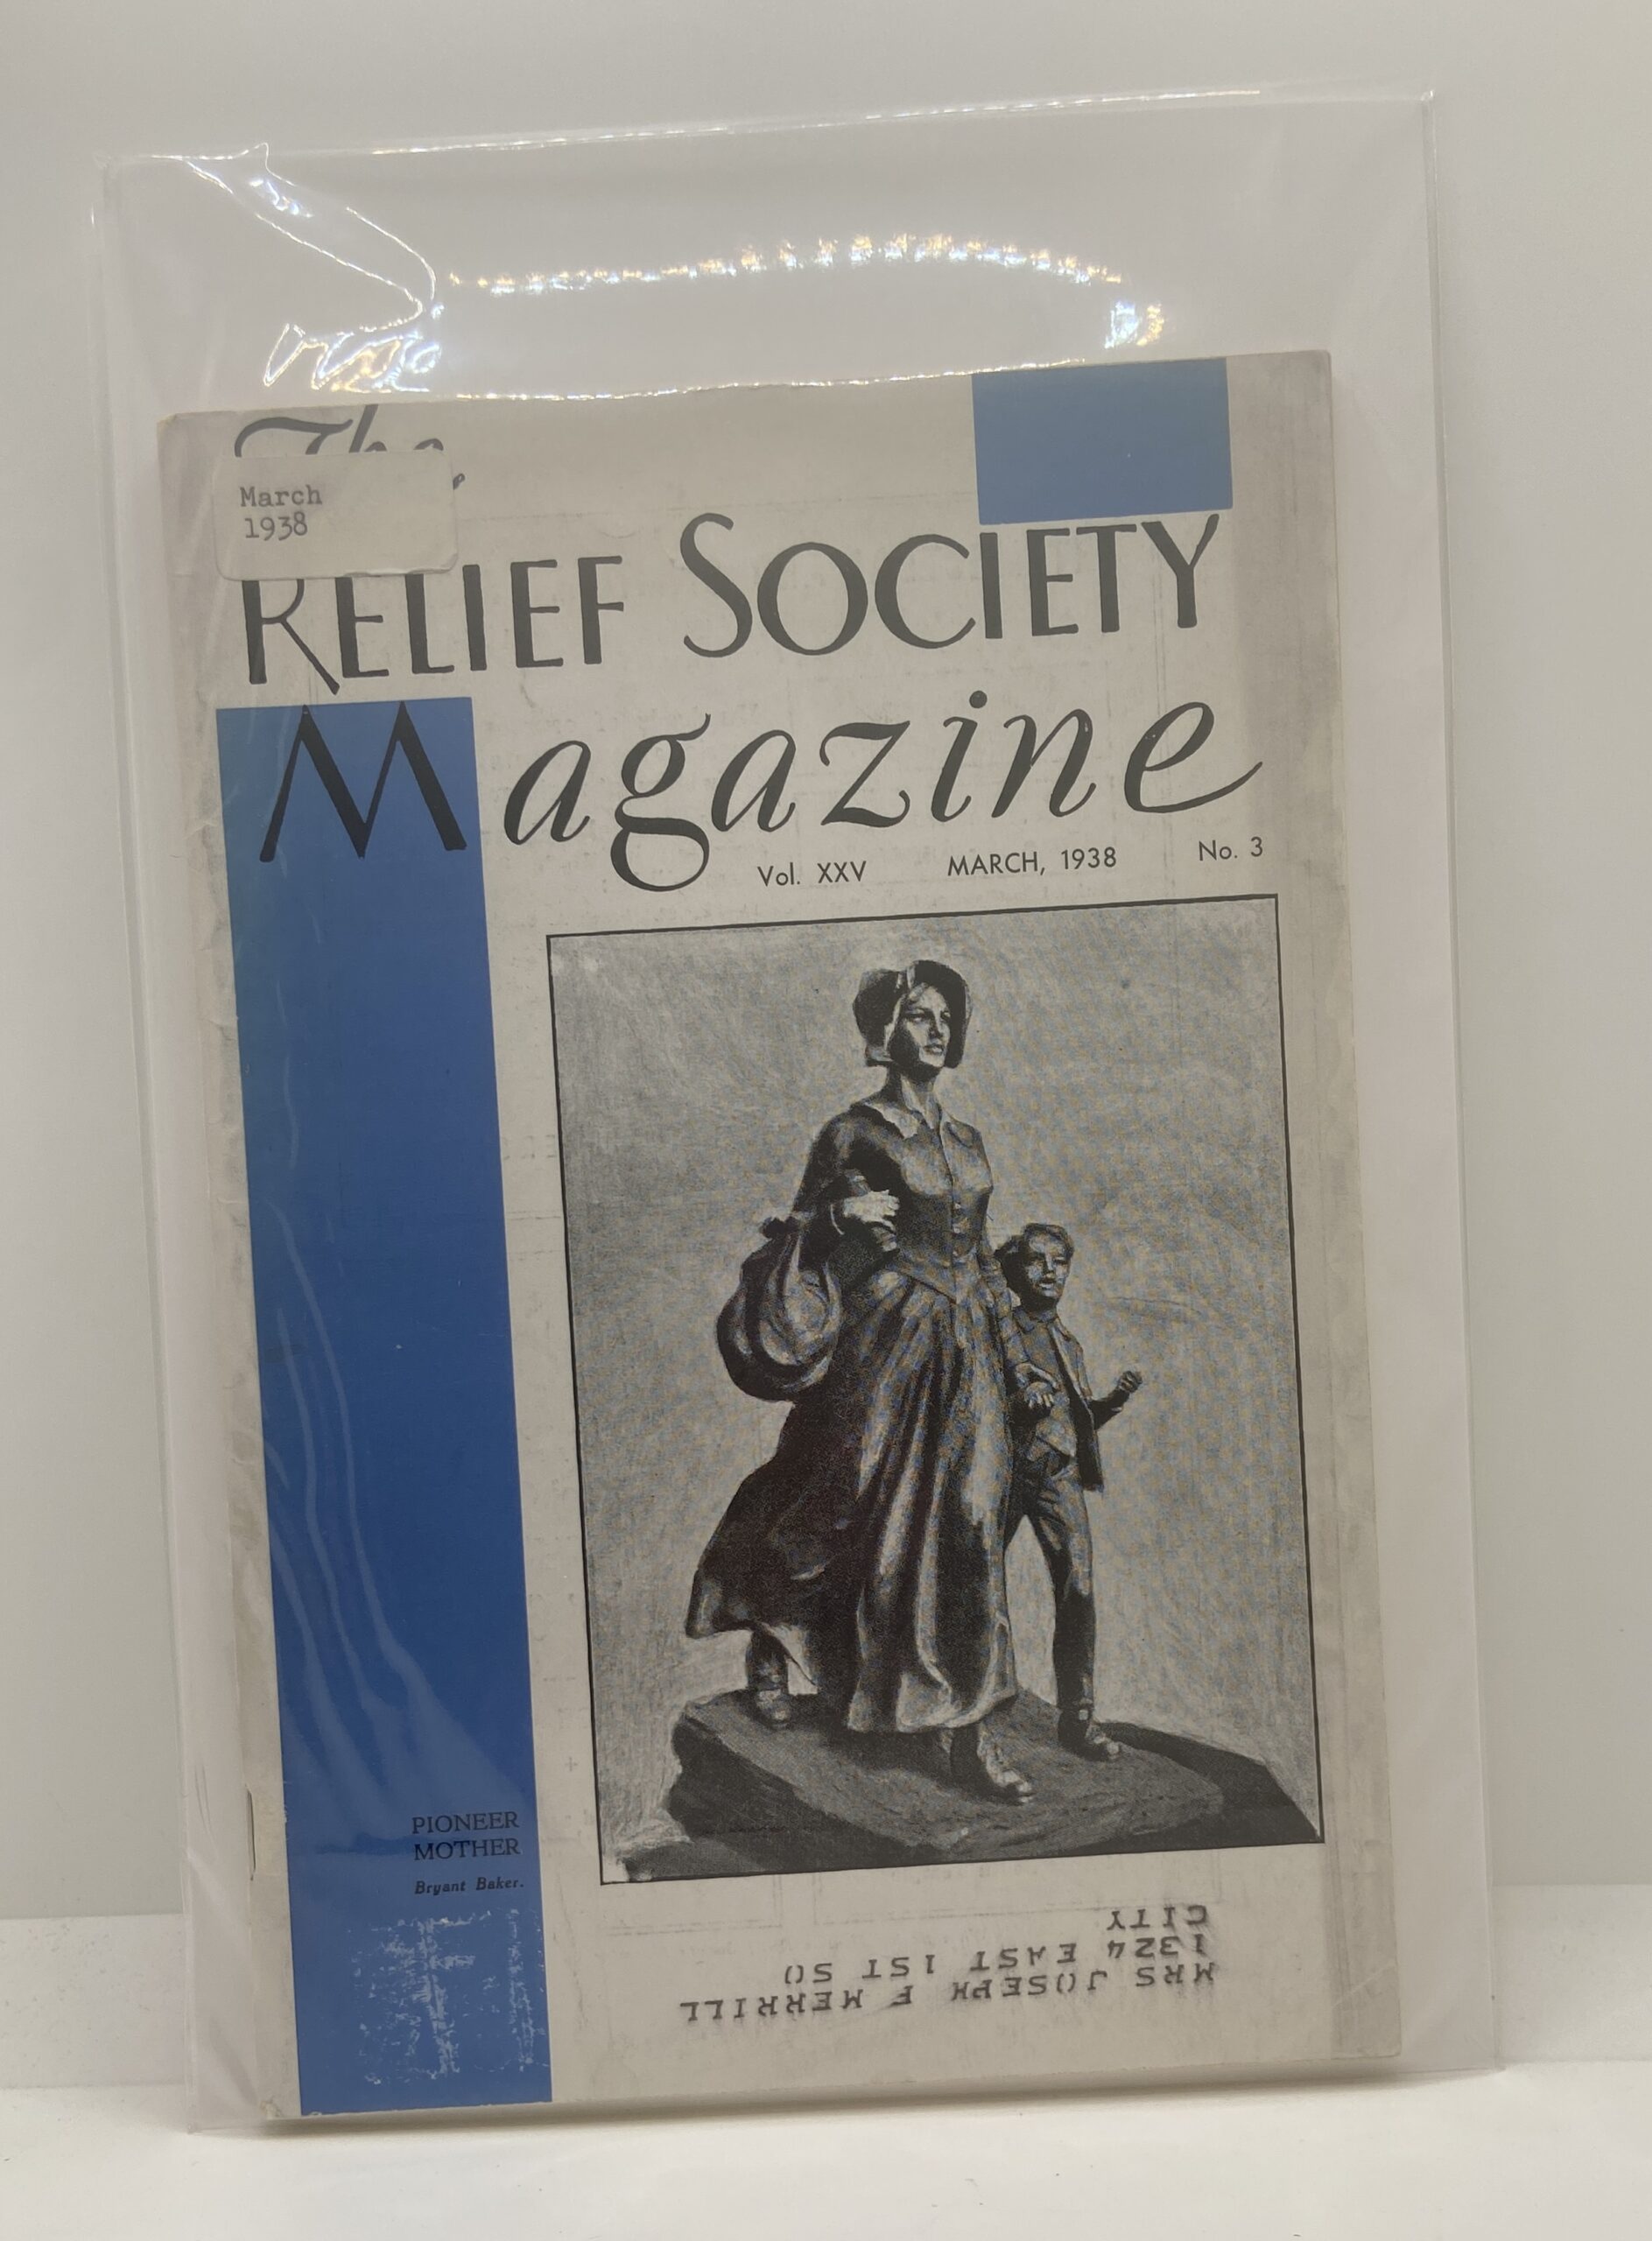 The
March
1938
RELIEF SOCIETY
Magazine
Vol. XXV MARCH, 1938 No. 3
PIONEER
MOTHER
Bryant Baker.
MRS JOSEPH F MERRILL
1324 EAST 1ST SO
CITY